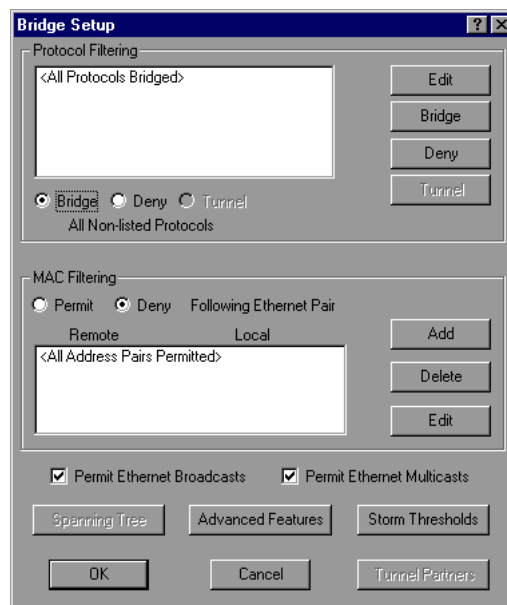 Bridge Setup
Protocol Filtering
<All Protocols Bridged>
Edit
Bridge
Deny
Tunnel
Bridge Deny Tunnel
All Non-listed Protocols
MAC Filtering
Permit Deny Following Ethernet Pair
Remote Local
<All Address Pairs Permitted>
Add
Delete
Edit
Permit Ethernet Broadcasts Permit Ethernet Multicasts
Spanning Tree Advanced Features Storm Thresholds
OK Cancel Tunnel Partners